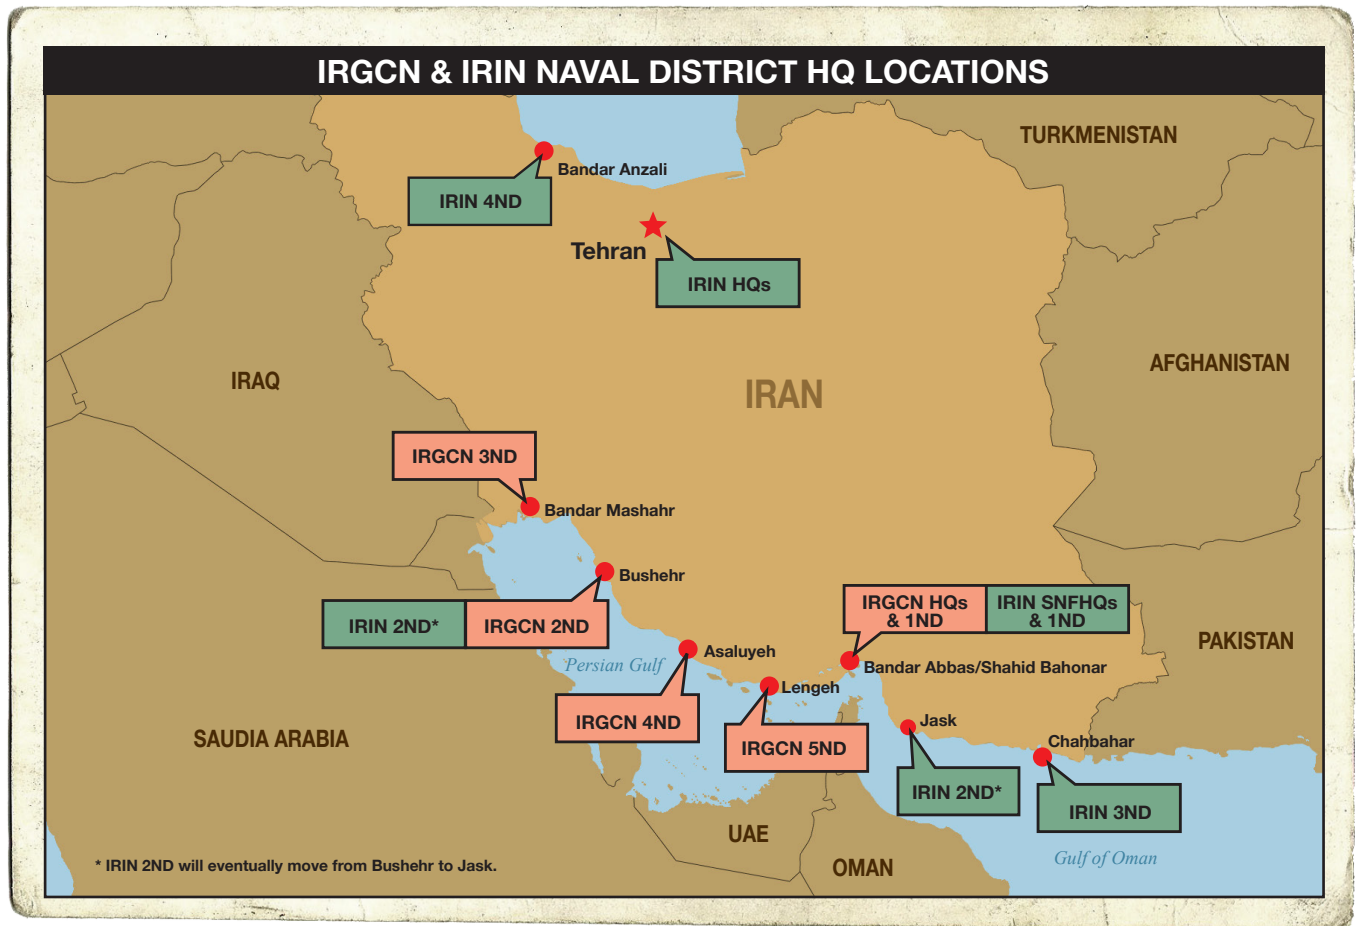 IRGCN & IRIN NAVAL DISTRICT HQ LOCATIONS
TURKMENISTAN
Bandar Anzali
IRIN 4ND
Tehran
IRIN HQs
AFGHANISTAN
IRAQ
IRAN
IRGCN 3ND
Bandar Mashahr
Bushehr
IRIN 2ND*
IRGCN 2ND
IRGCN HQs
& 1ND
IRIN SNFHQs
& 1ND
PAKISTAN
Persian Gulf
Asaluyeh
Bandar Abbas/Shahid Bahonar
Lengeh
IRGCN 4ND
Jask
SAUDIA ARABIA
IRGCN 5ND
Chahbahar
IRIN 2ND*
IRIN 3ND
UAE
Gulf of Oman
OMAN
* IRIN 2ND will eventually move from Bushehr to Jask.